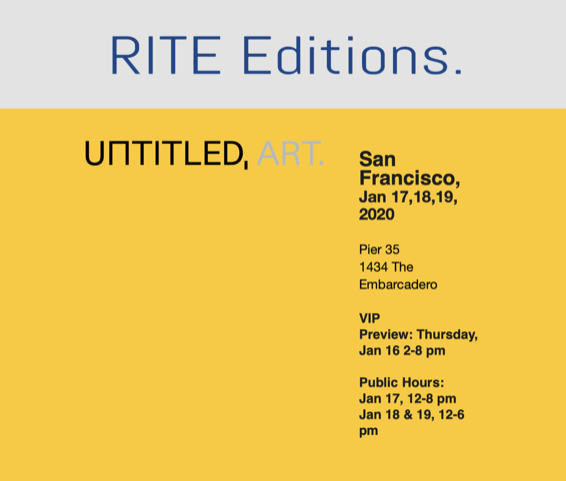 RITE Editions.
UNTITLED, ART.
San
Francisco,
Jan 17,18,19,
2020
Pier 35
1434 The
Embarcadero
VIP
Preview: Thursday,
Jan 16 2-8 pm
Public Hours:
Jan 17, 12-8 pm
Jan 18 & 19, 12-6
pm